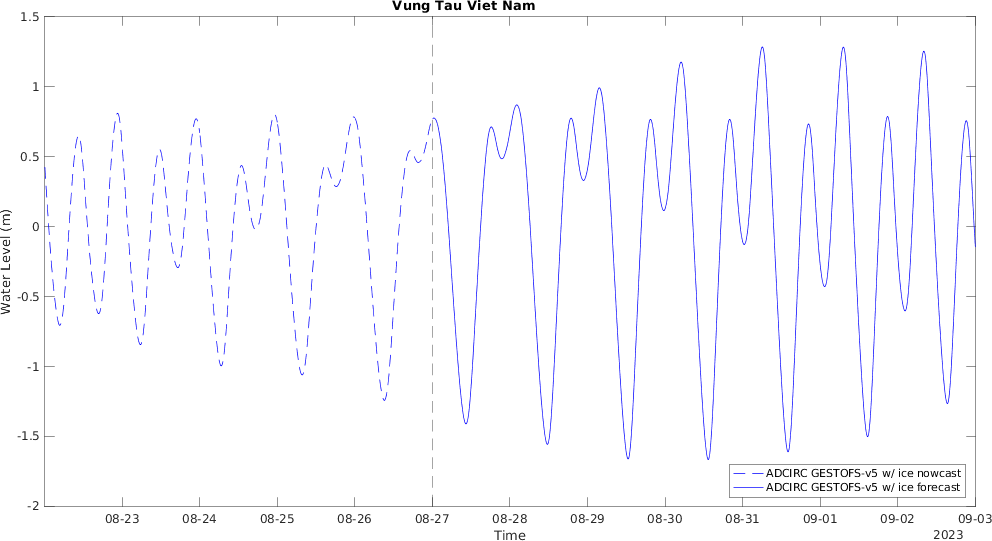 Vung Tau Viet Nam
1.5
1
0.5
0
-0.5
-1
-1.5
-2
Water Level (m)
ADCIRC GESTOFS-v5 w/ ice nowcast
ADCIRC GESTOFS-v5 w/ ice forecast
08-23 08-24 08-25 08-26 08-27 08-28 08-29 08-30 08-31 09-01 09-02 09-03
Time
2023